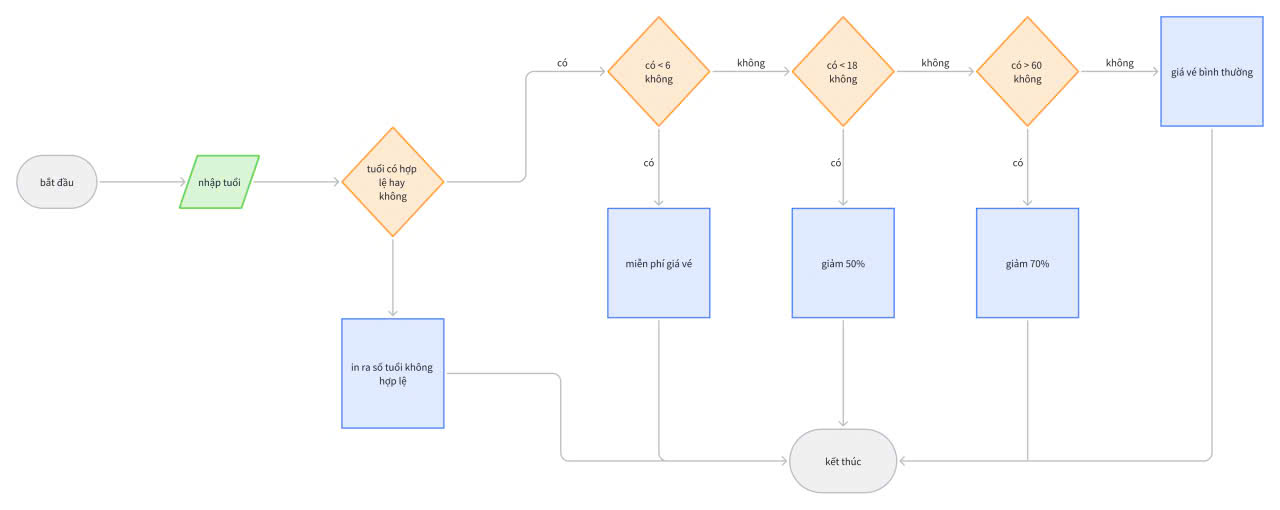 bắt đầu
nhập tuổi
tuổi có hợp
lệ hay
không
có
có < 6
không
không
có < 18
không
không
có > 60
không
không
giá vé bình thường
có
có
có
miễn phí giá vé
giảm 50%
giảm 70%
in ra số tuổi không
hợp lệ
kết thúc